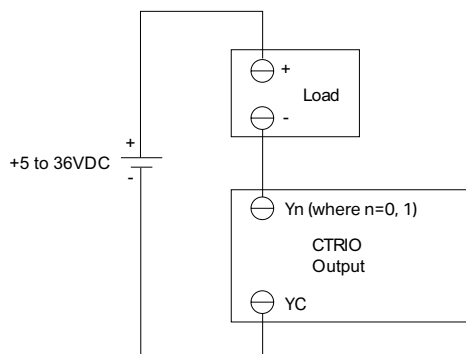 +
Load
-
+
+5 to 36VDC
-
Yn (where n=0, 1)
CTRIO
Output
YC